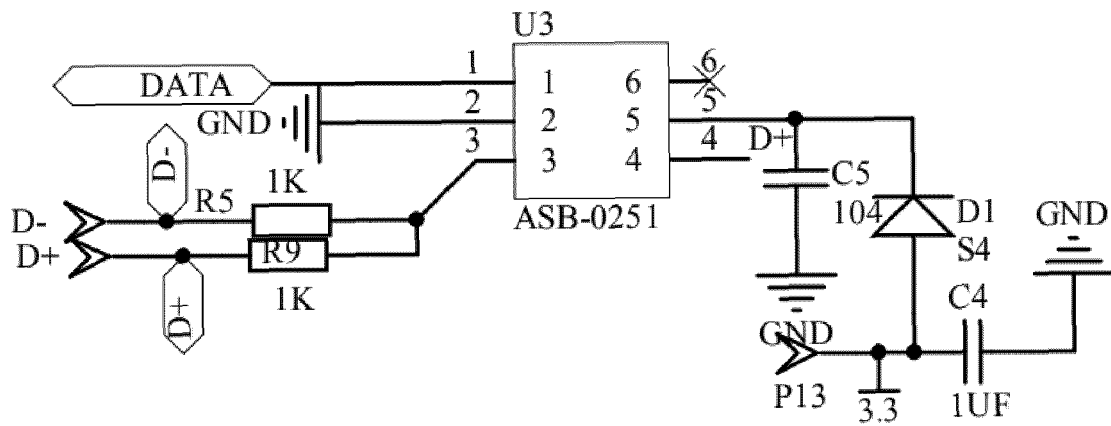 U3
DATA
1
1
6
6
GND
2
2
5
5
3
3
4
4
D+
D-
R5
1K
ASB-0251
C5
104
D1
S4
GND
D-
D+
R9
1K
D+
GND
C4
P13
3.3
1UF